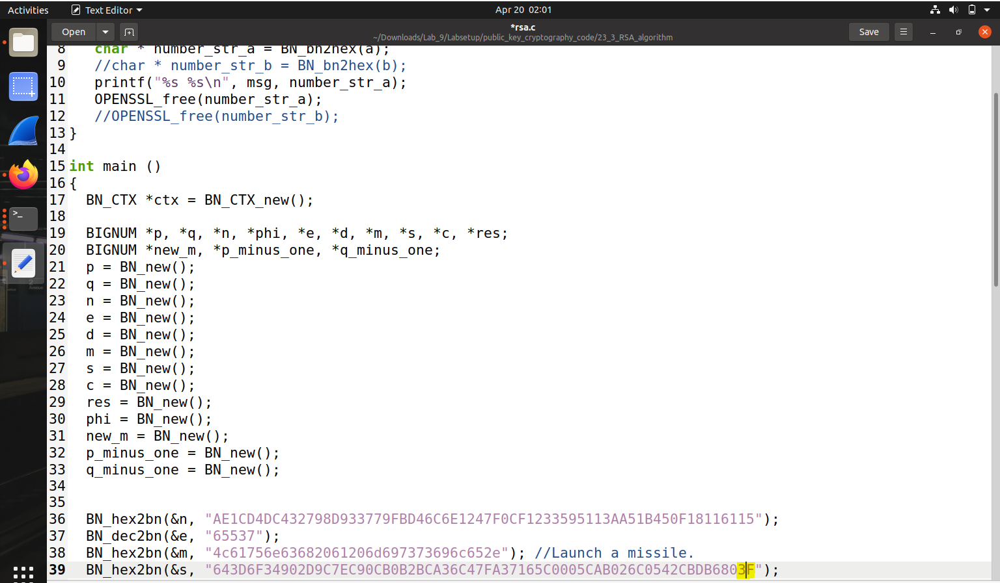 Activities
Text Editor
Apr 20 02:01
Open
*rsa.c
~/Downloads/Lab_9/Labsetup/public_key_cryptography_code/23_3_RSA_algorithm
Save
8 char * number_str_a = BN_bn2hex(a);
9 //char * number_str_b = BN_bn2hex(b);
10 printf("%s %s\n", msg, number_str_a);
11 OPENSSL_free(number_str_a);
12 //OPENSSL_free(number_str_b);
13 }
14
15 int main ()
16 {
17 BN_CTX *ctx = BN_CTX_new();
18
19 BIGNUM *p, *q, *n, *phi, *e, *d, *m, *s, *c, *res;
20 BIGNUM *new_m, *p_minus_one, *q_minus_one;
21 p = BN_new();
22 q = BN_new();
23 n = BN_new();
24 e = BN_new();
25 d = BN_new();
26 m = BN_new();
27 s = BN_new();
28 c = BN_new();
29 res = BN_new();
30 phi = BN_new();
31 new_m = BN_new();
32 p_minus_one = BN_new();
33 q_minus_one = BN_new();
34
35
36 BN_hex2bn(&n, "AE1CD4DC432798D933779FBD46C6E1247F0CF1233595113AA51B450F18116115");
37 BN_dec2bn(&e, "65537");
38 BN_hex2bn(&m, "4c61756e63682061206d697373696c652e"); //Launch a missile.
39 BN_hex2bn(&s, "643D6F34902D9C7EC90CB0B2BCA36C47FA37165C0005CAB026C0542CBDB6803F");